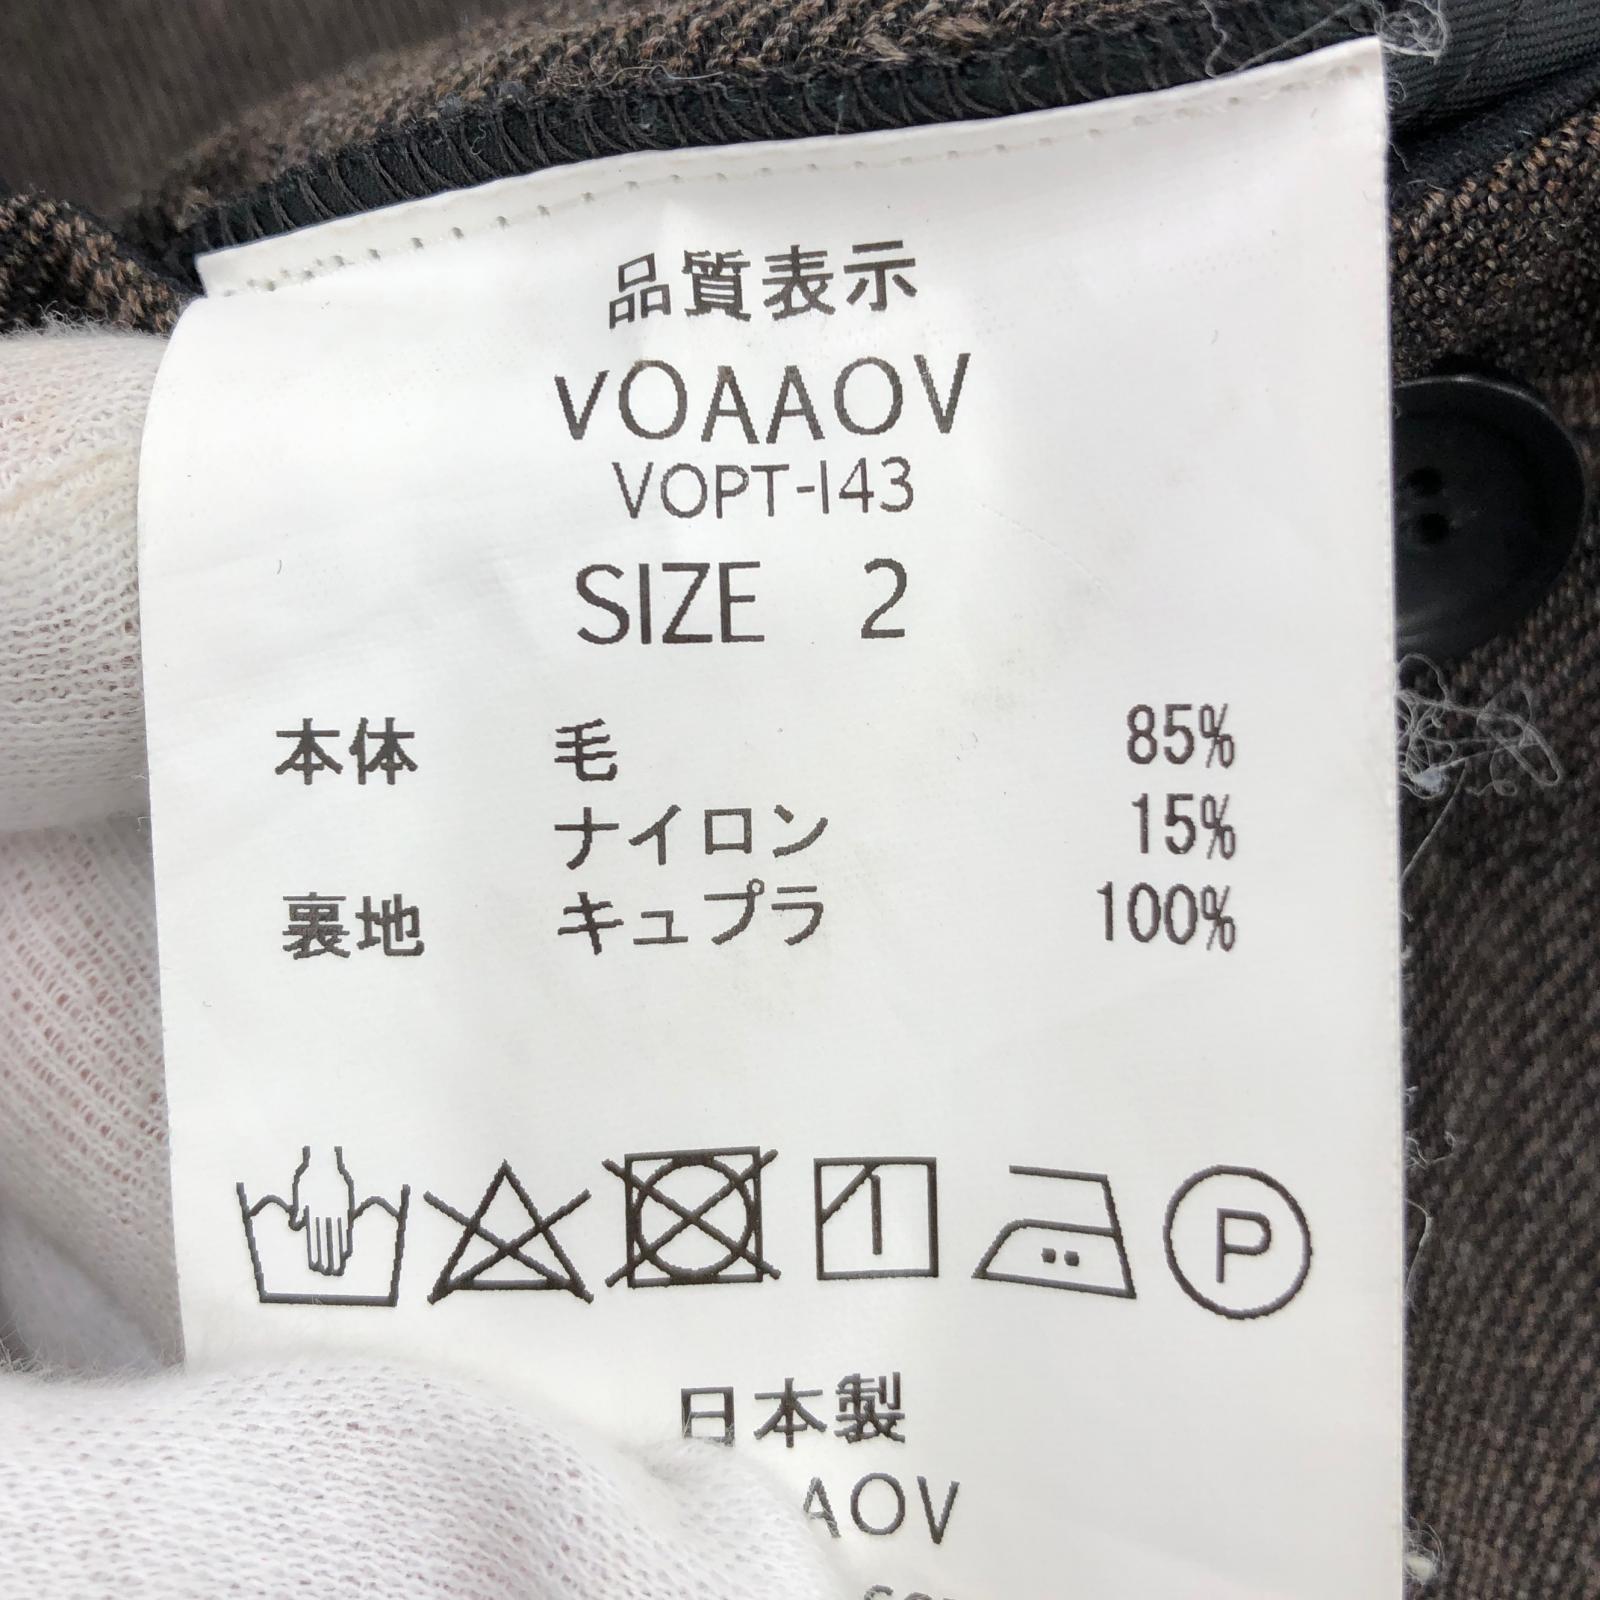 品質表示
VOAAOV
VOPT-143
SIZE 2
本体 毛 85%
ナイロン 15%
裏地 キュプラ 100%
P
日本製
AOV